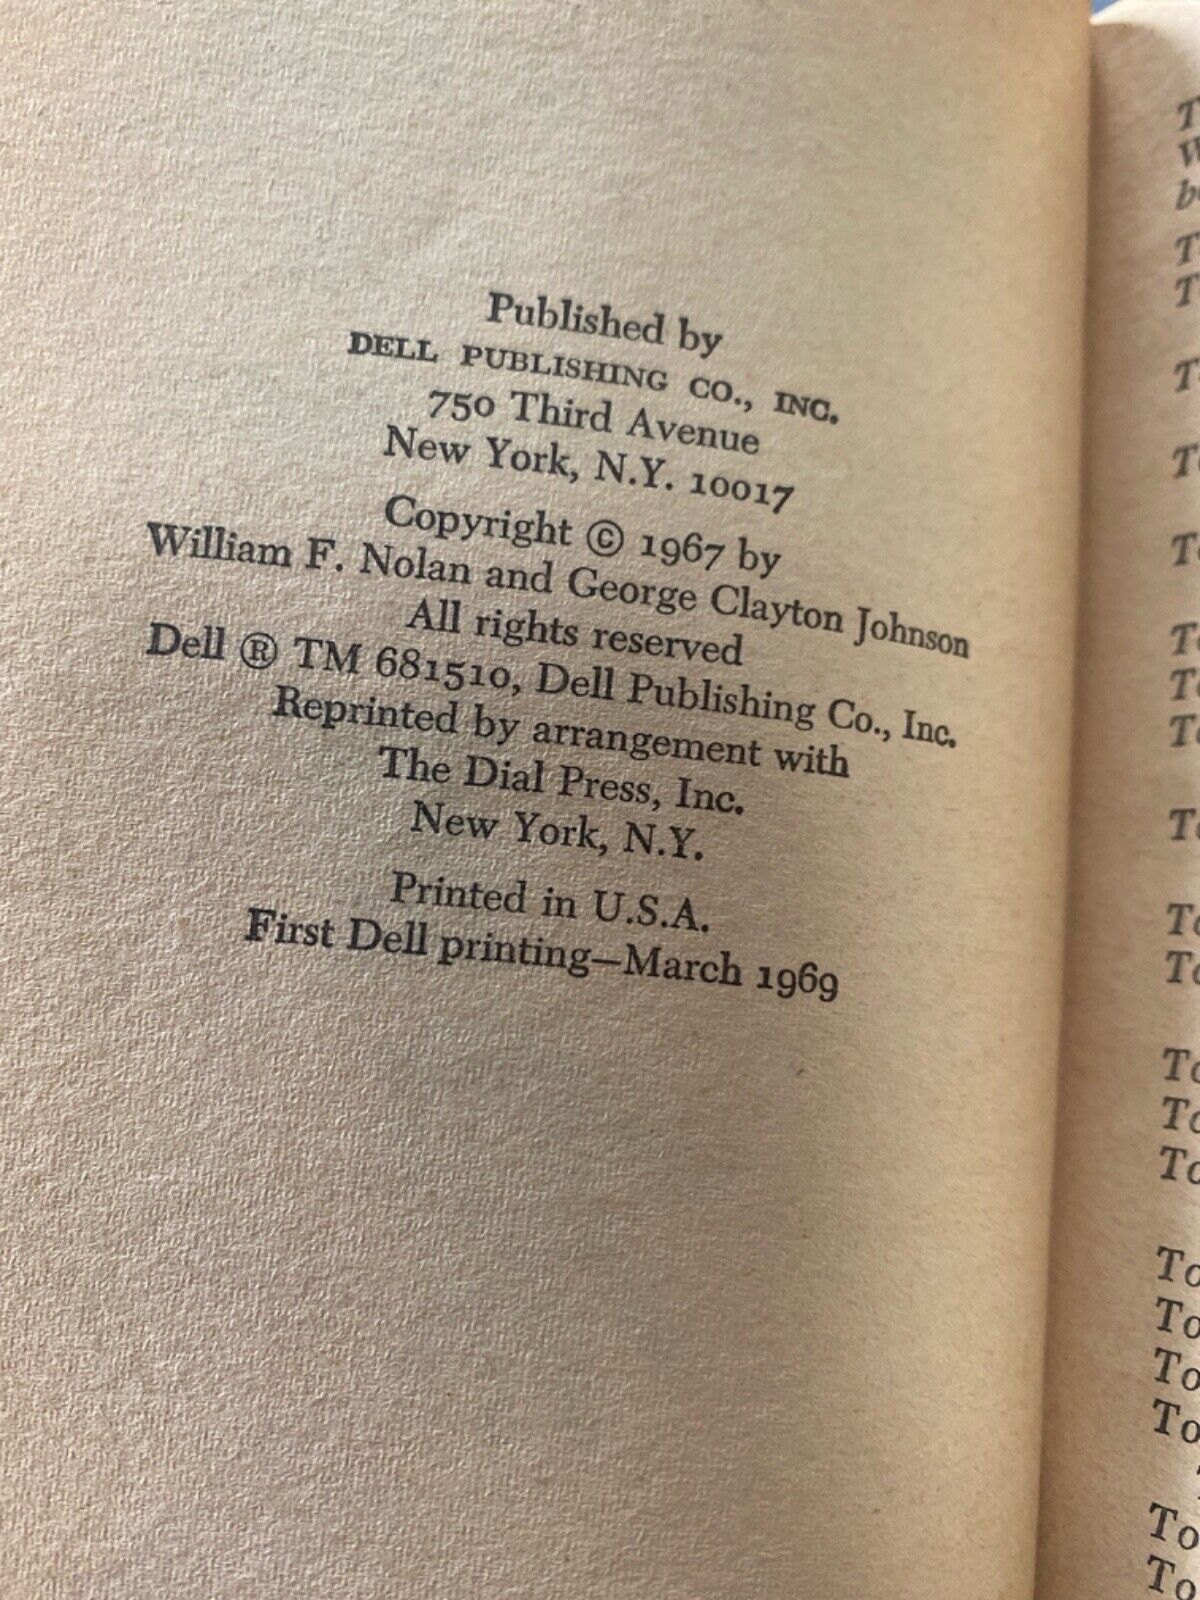 Published by
DELL PUBLISHING CO., INC.
750 Third Avenue
New York, N.Y. 10017
Copyright © 1967 by
William F. Nolan and George Clayton Johnson
All rights reserved
Dell ® TM 681510, Dell Publishing Co., Inc.
Reprinted by arrangement with
The Dial Press, Inc.
New York, N.Y.
Printed in U.S.A.
First Dell printing—March 1969